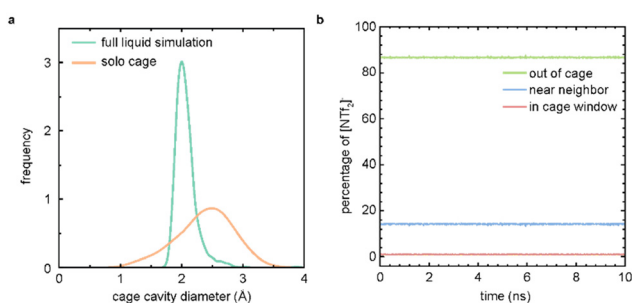 a
full liquid simulation
solo cage
frequency
3
2
1
0
0
1
2
3
4
cage cavity diameter (Å)
b
percentage of [NTf2]-
100
80
60
40
20
0
out of cage
near neighbor
in cage window
0
2
4
6
8
10
time (ns)